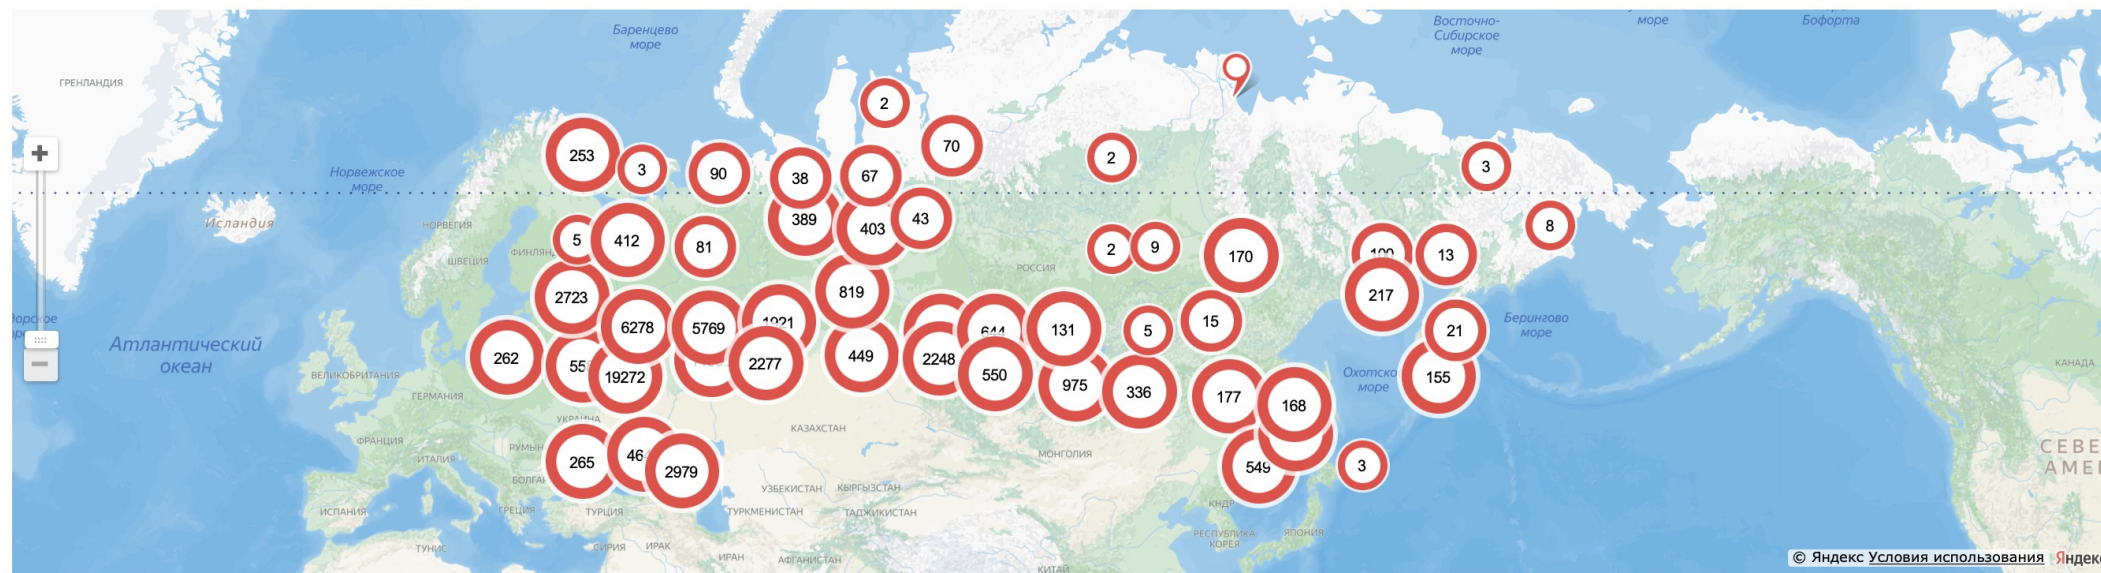 Баренцево
море
Восточно-
Сибирское
море
море
Бофорта
ГРЕНЛАНДИЯ
2
70
2
3
253
3
90
38
67
+
Норвежское
море
Исландия
НОРВЕГИЯ
ШВЕЦИЯ
5
412
81
389
403
43
РОССИЯ
2
9
170
13
8
217
2723
819
6278
5769
1921
644
131
5
15
21
Берингово
море
Атлантический
океан
262
19272
2277
449
2248
550
975
336
177
168
155
море
ВЕЛИКОБРИТАНИЯ
ГЕРМАНИЯ
УКРАИНА
ФРАНЦИЯ
ИТАЛИЯ
КАЗАХСТАН
МОНГОЛИЯ
КАНАДА
265
2979
549
3
ИСПАНИЯ
ГРЕЦИЯ
ТУРЦИЯ
УЗБЕКИСТАН
КЫРГЫЗСТАН
ТУРКМЕНИСТАН
ТАДЖИКИСТАН
КНДР
РЕСПУБЛИКА
КОРЕЯ
ЯПОНИЯ
ТУНИС
СИРИЯ
ИРАК
ИРАН
АФГАНИСТАН
КИТАЙ
© Яндекс Условия использования